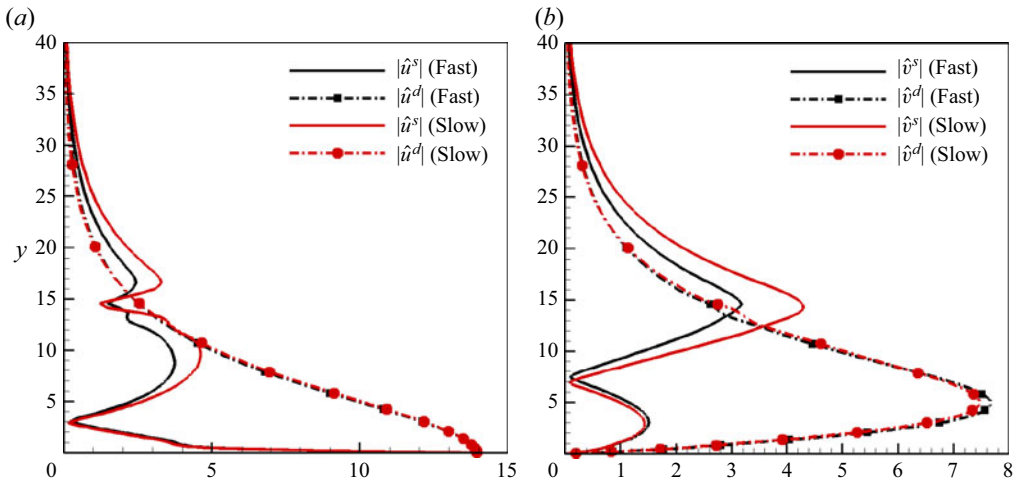 (a) (b)
40 40
|û^s| (Fast) |v̂^s| (Fast)
35 35
|û^d| (Fast) |v̂^d| (Fast)
|û^s| (Slow) |v̂^s| (Slow)
30 30
|û^d| (Slow) |v̂^d| (Slow)
25 25
y 20 20
15 15
10 10
5 5
0 5 10 15 0 1 2 3 4 5 6 7 8